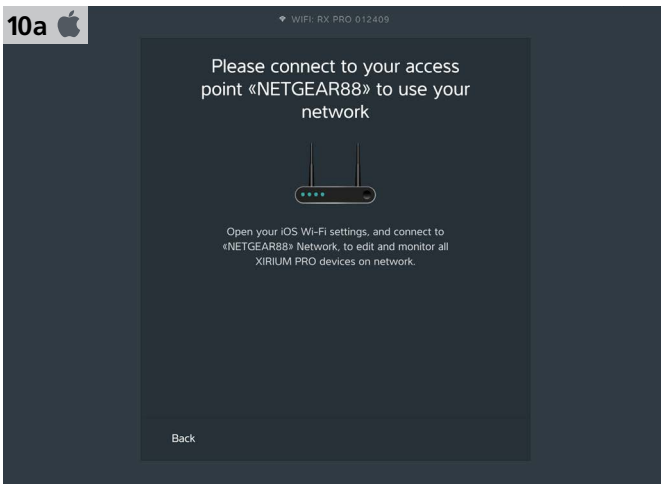 10a
WIFI: RX PRO 012409
Please connect to your access
point «NETGEAR88» to use your
network
Open your iOS Wi-Fi settings, and connect to
«NETGEAR88» Network, to edit and monitor all
XIRIUM PRO devices on network.
Back